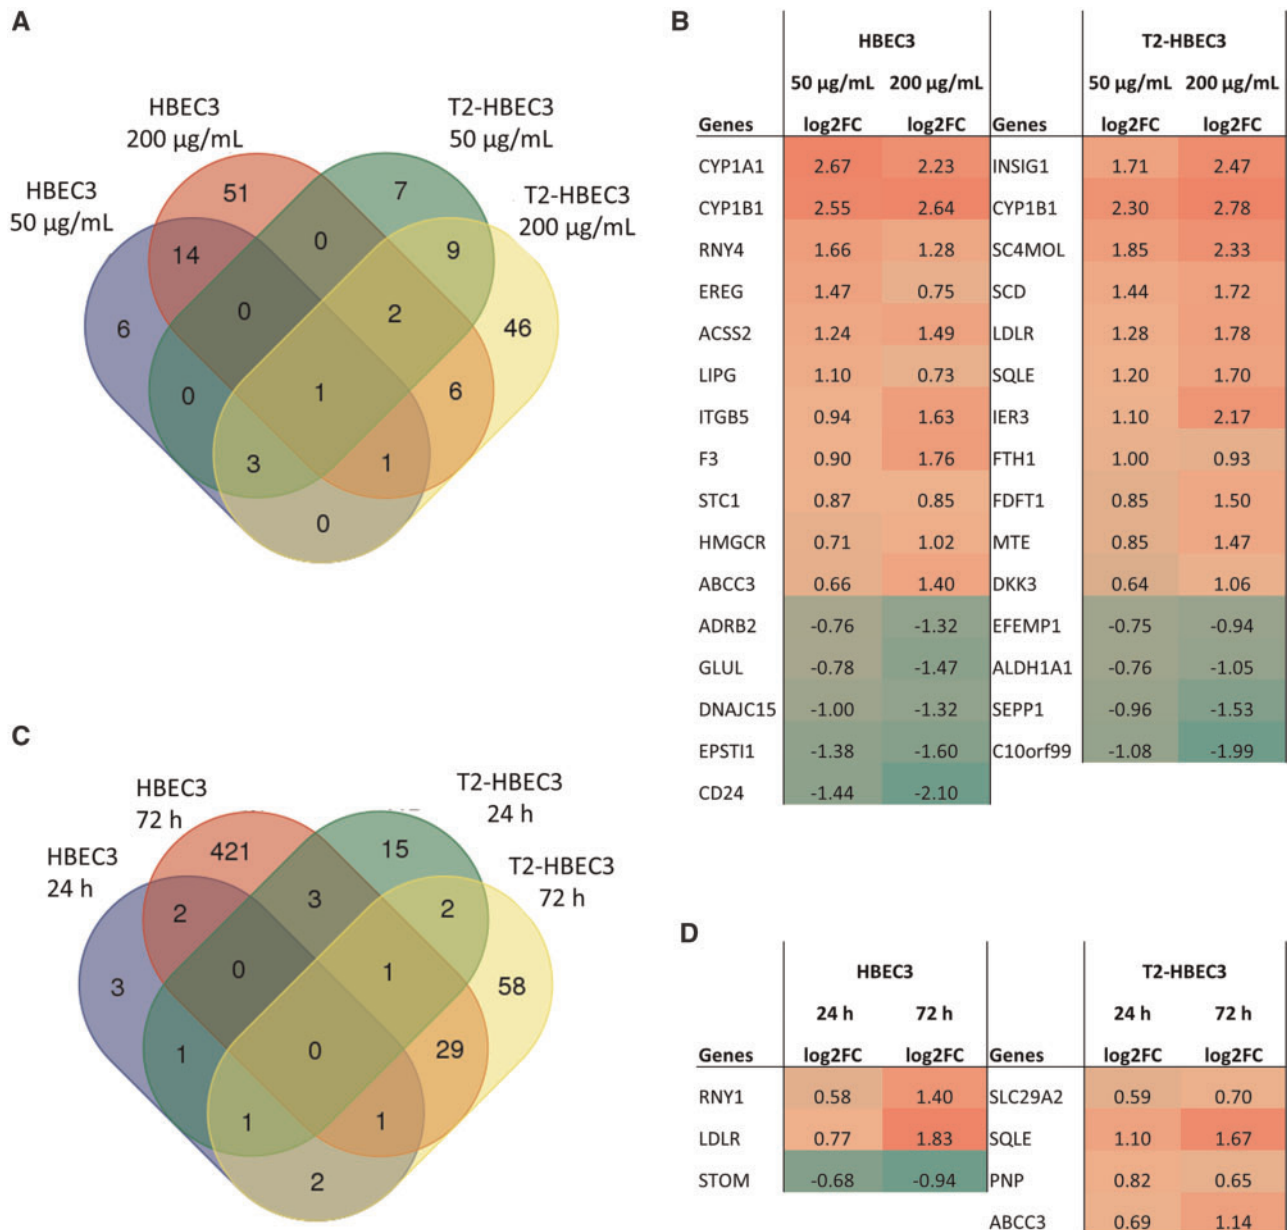 A
HBEC3
200 µg/mL
T2-HBEC3
50 µg/mL
HBEC3
50 µg/mL
T2-HBEC3
200 µg/mL
51
7
14
0
9
6
0
2
46
0
1
6
3
1
0
B
HBEC3 T2-HBEC3
50 µg/mL 200 µg/mL 50 µg/mL 200 µg/mL
Genes log2FC log2FC Genes log2FC log2FC
CYP1A1 2.67 2.23 INSIG1 1.71 2.47
CYP1B1 2.55 2.64 CYP1B1 2.30 2.78
RNY4 1.66 1.28 SC4MOL 1.85 2.33
EREG 1.47 0.75 SCD 1.44 1.72
ACSS2 1.24 1.49 LDLR 1.28 1.78
LIPG 1.10 0.73 SQLE 1.20 1.70
ITGB5 0.94 1.63 IER3 1.10 2.17
F3 0.90 1.76 FTH1 1.00 0.93
STC1 0.87 0.85 FDFT1 0.85 1.50
HMGCR 0.71 1.02 MTE 0.85 1.47
ABCC3 0.66 1.40 DKK3 0.64 1.06
ADRB2 -0.76 -1.32 EFEMP1 -0.75 -0.94
GLUL -0.78 -1.47 ALDH1A1 -0.76 -1.05
DNAJC15 -1.00 -1.32 SEPP1 -0.96 -1.53
EPSTI1 -1.38 -1.60 C10orf99 -1.08 -1.99
CD24 -1.44 -2.10
C
HBEC3
72 h
T2-HBEC3
24 h
HBEC3
24 h
T2-HBEC3
72 h
421
15
2
3
2
3
0
1
58
1
0
29
1
1
2
D
HBEC3 T2-HBEC3
24 h 72 h 24 h 72 h
Genes log2FC log2FC Genes log2FC log2FC
RNY1 0.58 1.40 SLC29A2 0.59 0.70
LDLR 0.77 1.83 SQLE 1.10 1.67
STOM -0.68 -0.94 PNP 0.82 0.65
ABCC3 0.69 1.14